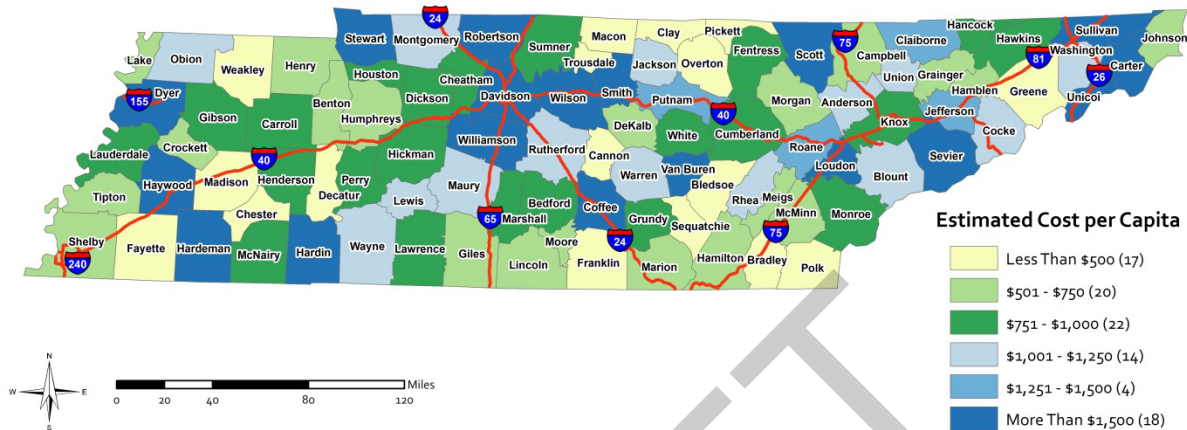 24
Stewart
Montgomery
Robertson
Sumner
Macon
Clay
Pickett
Fentress
Scott
75
Campbell
Claiborne
Hancock
Hawkins
Sullivan
Johnson
Washington
81
Carter
26
Unicoi
Greene
Lake
Obion
Weakley
Henry
Houston
Cheatham
Trousdale
Jackson
Overton
Union
Grainger
Hamblen
155
Dyer
Gibson
Carroll
Benton
Humphreys
Dickson
Davidson
Wilson
Smith
Putnam
40
Morgan
Anderson
Knox
Jefferson
Cocke
Lauderdale
Crockett
40
Hickman
Williamson
Rutherford
DeKalb
White
Cumberland
Roane
Loudon
Sevier
Blount
Tipton
Haywood
Madison
Henderson
Decatur
Perry
Lewis
Maury
Cannon
Warren
Van Buren
Bledsoe
Rhea
Meigs
McMinn
Monroe
Chester
65
Marshall
Bedford
Coffee
Grundy
Sequatchie
Shelby
240
Fayette
Hardeman
McNairy
Hardin
Wayne
Lawrence
Giles
Lincoln
Moore
Franklin
24
Marion
Hamilton
75
Bradley
Polk
Estimated Cost per Capita
Less Than $500 (17)
$501 - $750 (20)
$751 - $1,000 (22)
$1,001 - $1,250 (14)
$1,251 - $1,500 (4)
More Than $1,500 (18)
N
W E
S
Miles
0 20 40 80 120